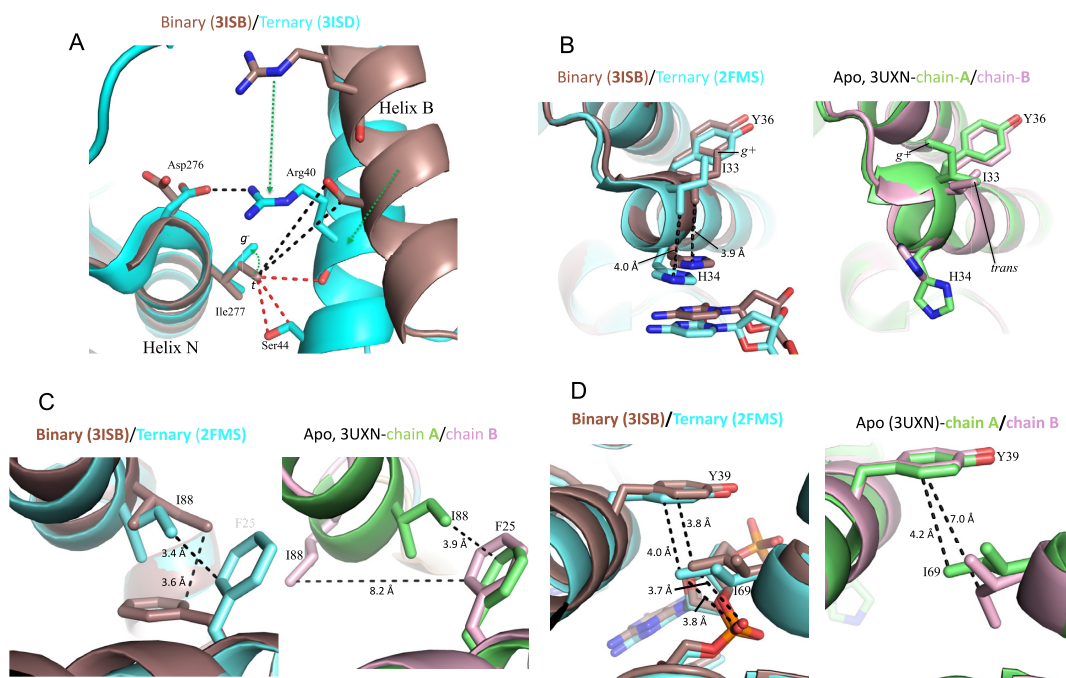 A
Binary (3ISB)/Ternary (3ISD)
Helix B
Asp276
Arg40
g-
t
Ile277
Ser44
Helix N
B
Binary (3ISB)/Ternary (2FMS)
Y36
g+
I33
3.9 Å
4.0 Å
H34
Apo, 3UXN-chain-A/chain-B
Y36
g+
I33
trans
H34
C
Binary (3ISB)/Ternary (2FMS)
I88
F25
3.4 Å
3.6 Å
Apo, 3UXN-chain A/chain B
I88
F25
3.9 Å
I88
8.2 Å
D
Binary (3ISB)/Ternary (2FMS)
Y39
3.8 Å
4.0 Å
3.7 Å
I69
3.8 Å
Apo (3UXN)-chain A/chain B
Y39
7.0 Å
4.2 Å
I69